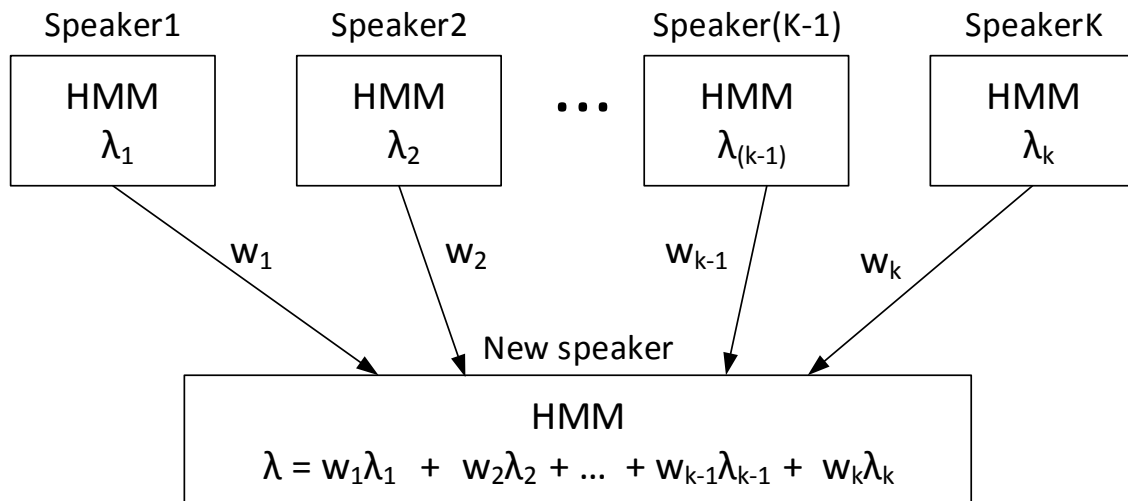 Speaker1 Speaker2 Speaker(K-1) SpeakerK
HMM HMM ... HMM HMM
λ₁ λ₂ λ₍ₖ₋₁₎ λₖ
w₁ w₂ wₖ₋₁ wₖ
New speaker
HMM
λ = w₁λ₁ + w₂λ₂ + ... + wₖ₋₁λₖ₋₁ + wₖλₖ